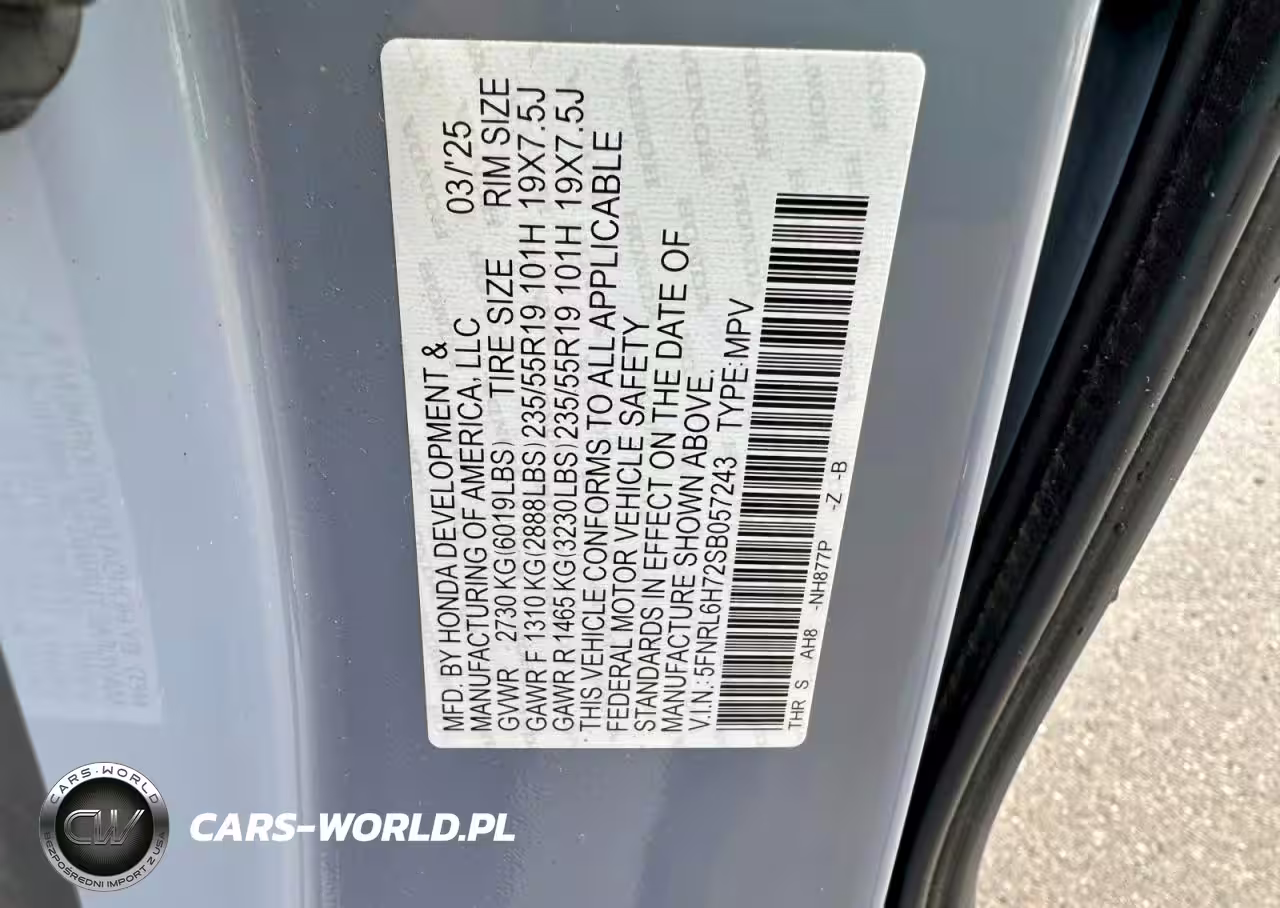 MFD. BY HONDA DEVELOPMENT &
MANUFACTURING OF AMERICA, LLC 03/'25
GVWR 2730 KG(6019LBS) TIRE SIZE RIM SIZE
GAWR F 1310 KG(2888LBS) 235/55R19 101H 19X7.5J
GAWR R 1465 KG(3230LBS) 235/55R19 101H 19X7.5J
THIS VEHICLE CONFORMS TO ALL APPLICABLE
FEDERAL MOTOR VEHICLE SAFETY
STANDARDS IN EFFECT ON THE DATE OF
MANUFACTURE SHOWN ABOVE.
V.I.N.: 5FNRL6H72SB057243 TYPE: MPV
THR S AH8 -NH877P -Z -B
CARS-WORLD
CW
BEZPOŚREDNI IMPORT Z USA
CARS-WORLD.PL